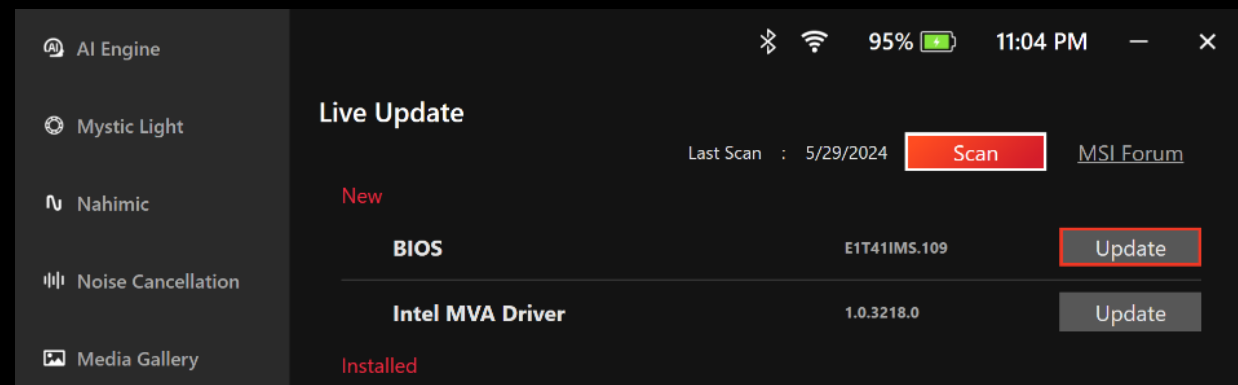 AI Engine
Mystic Light
Nahimic
Noise Cancellation
Media Gallery
95%
11:04 PM
Live Update
Last Scan : 5/29/2024
Scan
MSI Forum
New
BIOS E1T41IMS.109 Update
Intel MVA Driver 1.0.3218.0 Update
Installed